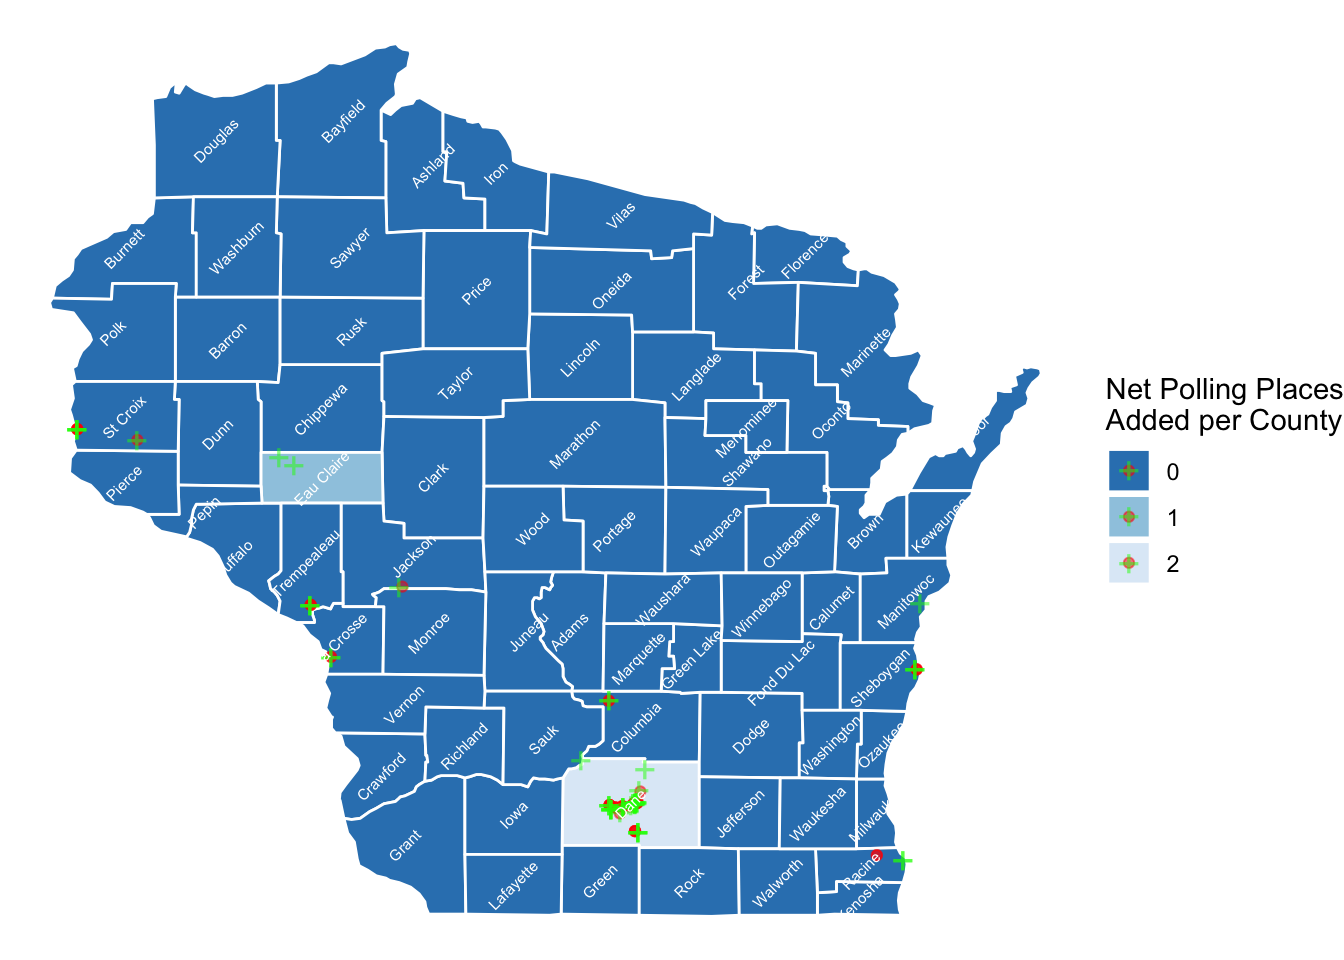 Douglas
Bayfield
Ashland
Iron
Vilas
Burnett
Washburn
Sawyer
Price
Oneida
Forest
Florence
Polk
Barron
Rusk
Lincoln
Langlade
Marinette
Taylor
St Croix
Dunn
Chippewa
Marathon
Menominee
Oconto
Shawano
Pierce
Eau Claire
Clark
Pepin
uffalo
Trempealeau
Jackson
Wood
Portage
Waupaca
Outagamie
Brown
Kewaunee
Crosse
Monroe
Juneau
Adams
Waushara
Winnebago
Calumet
Manitowoc
Marquette
Green Lake
Fond Du Lac
Sheboygan
Vernon
Richland
Sauk
Columbia
Dodge
Washington
Ozaukee
Crawford
Grant
Iowa
Dane
Jefferson
Waukesha
Milwauk
Lafayette
Green
Rock
Walworth
Racine
enosha
Net Polling Places
Added per County
0
1
2